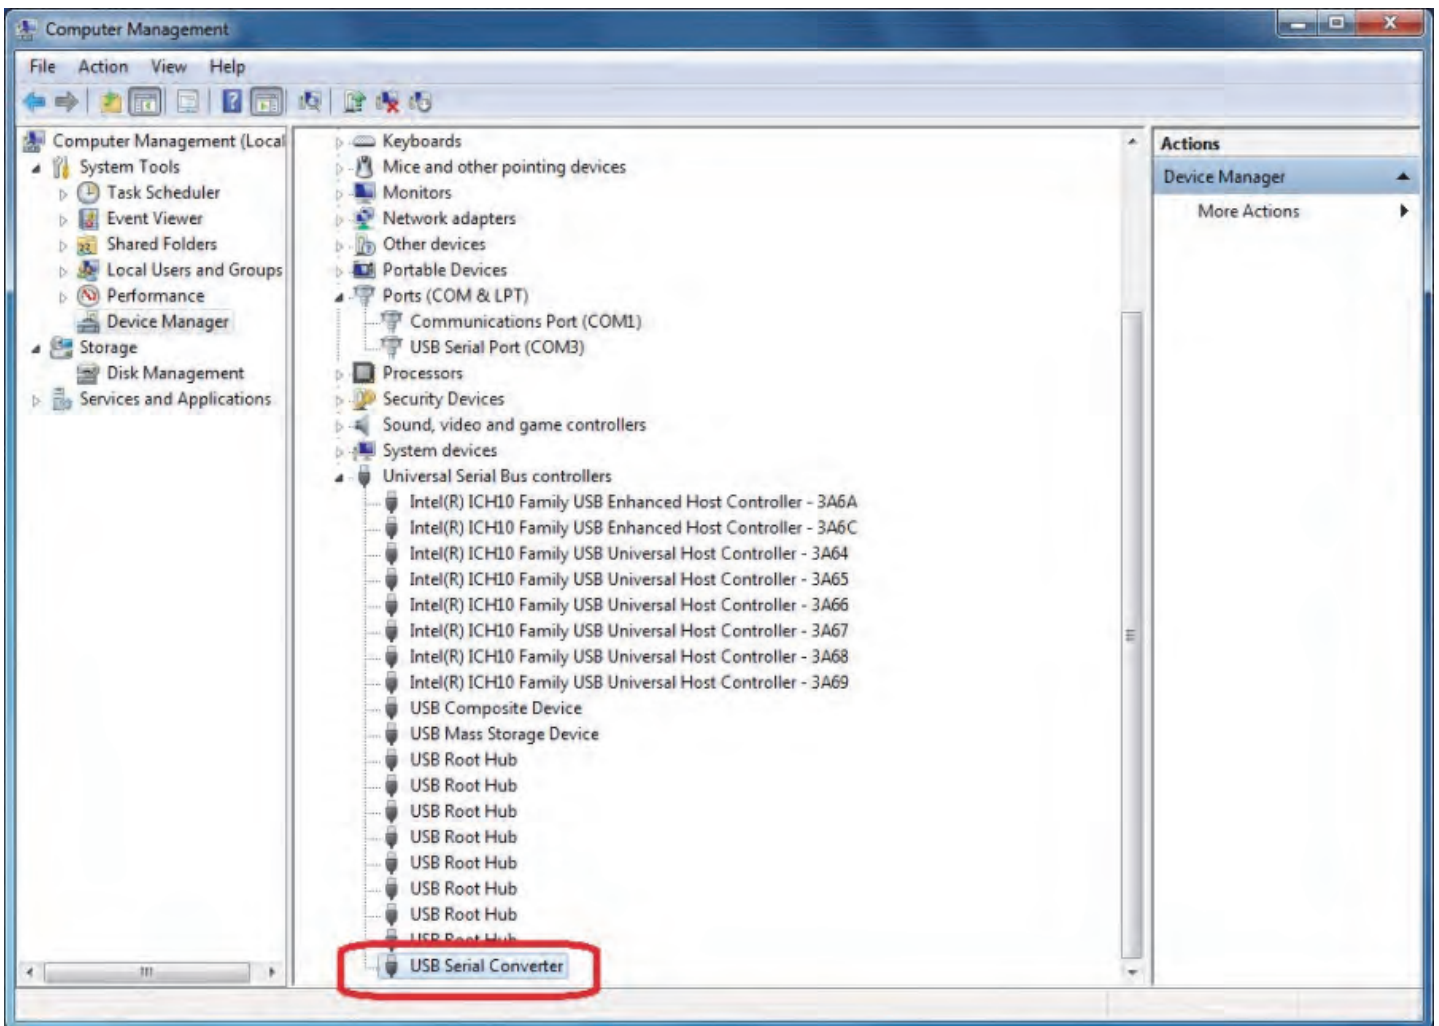 Computer Management
File Action View Help
Computer Management (Local
System Tools
Task Scheduler
Event Viewer
Shared Folders
Local Users and Groups
Performance
Device Manager
Storage
Disk Management
Services and Applications
Keyboards
Mice and other pointing devices
Monitors
Network adapters
Other devices
Portable Devices
Ports (COM & LPT)
Communications Port (COM1)
USB Serial Port (COM3)
Processors
Security Devices
Sound, video and game controllers
System devices
Universal Serial Bus controllers
Intel(R) ICH10 Family USB Enhanced Host Controller - 3A6A
Intel(R) ICH10 Family USB Enhanced Host Controller - 3A6C
Intel(R) ICH10 Family USB Universal Host Controller - 3A64
Intel(R) ICH10 Family USB Universal Host Controller - 3A65
Intel(R) ICH10 Family USB Universal Host Controller - 3A66
Intel(R) ICH10 Family USB Universal Host Controller - 3A67
Intel(R) ICH10 Family USB Universal Host Controller - 3A68
Intel(R) ICH10 Family USB Universal Host Controller - 3A69
USB Composite Device
USB Mass Storage Device
USB Root Hub
USB Root Hub
USB Root Hub
USB Root Hub
USB Root Hub
USB Root Hub
USB Root Hub
USB Root Hub
USB Serial Converter
Actions
Device Manager
More Actions